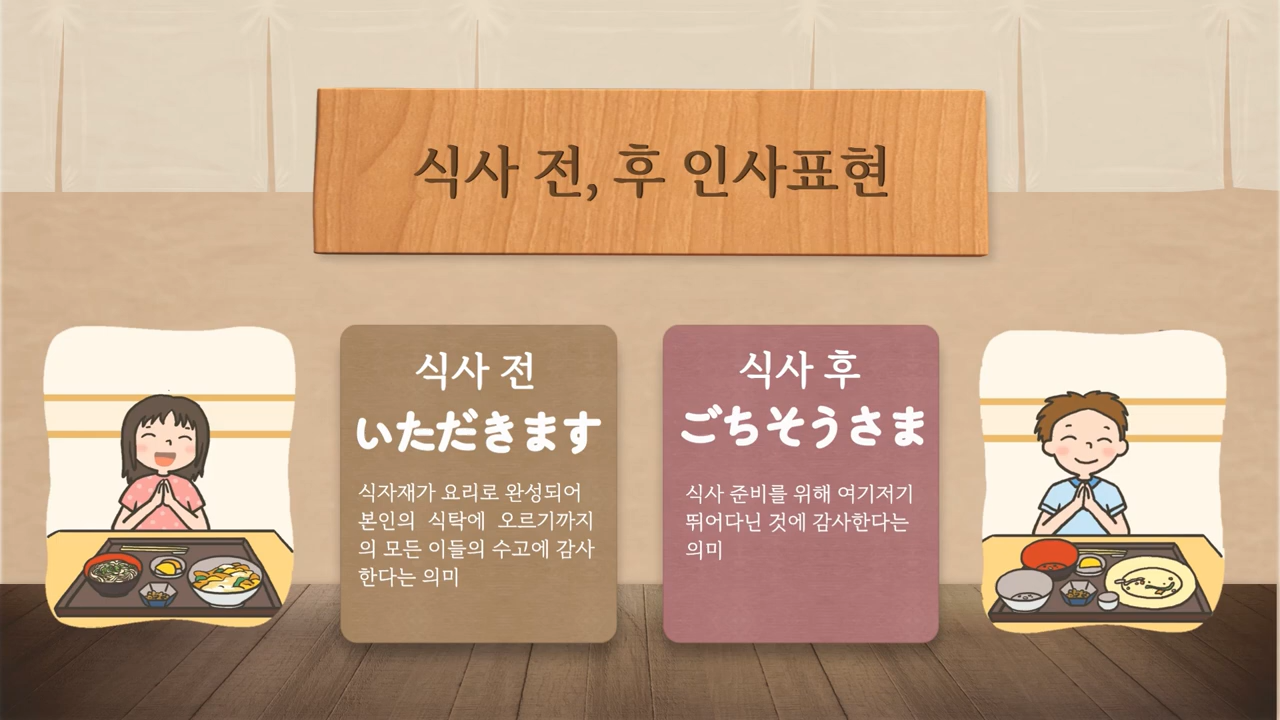 식사 전, 후 인사표현
식사 전
いただきます
식자재가 요리로 완성되어
본인의 식탁에 오르기까지
의 모든 이들의 수고에 감사
한다는 의미
식사 후
ごちそうさま
식사 준비를 위해 여기저기
뛰어다닌 것에 감사한다는
의미